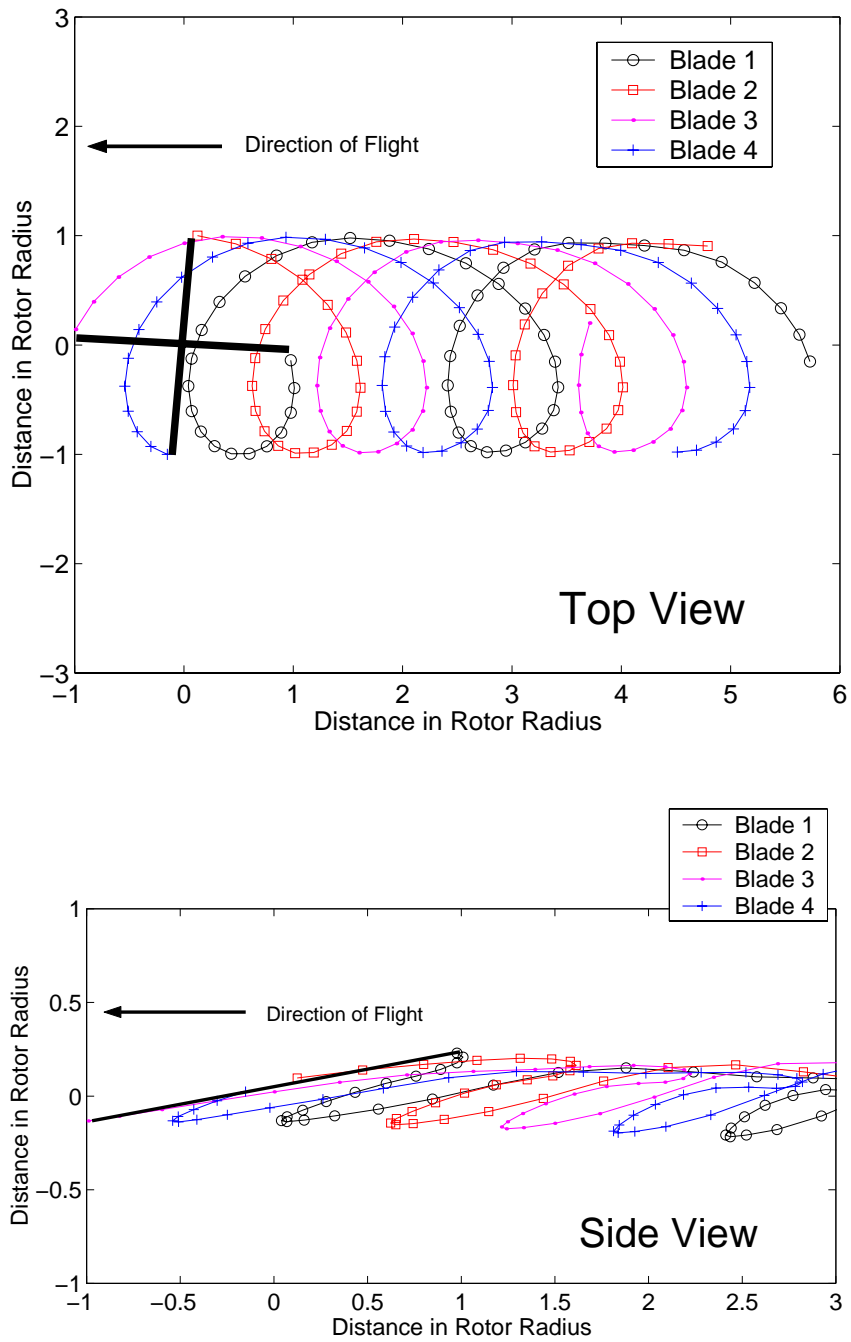 3
2
1
0
−1
−2
−3
Distance in Rotor Radius
Blade 1
Blade 2
Blade 3
Blade 4
Direction of Flight
Top View
−1
0
1
2
3
4
5
6
Distance in Rotor Radius
Blade 1
Blade 2
Blade 3
Blade 4
1
0.5
0
−0.5
−1
Distance in Rotor Radius
Direction of Flight
Side View
−1
−0.5
0
0.5
1
1.5
2
2.5
3
Distance in Rotor Radius